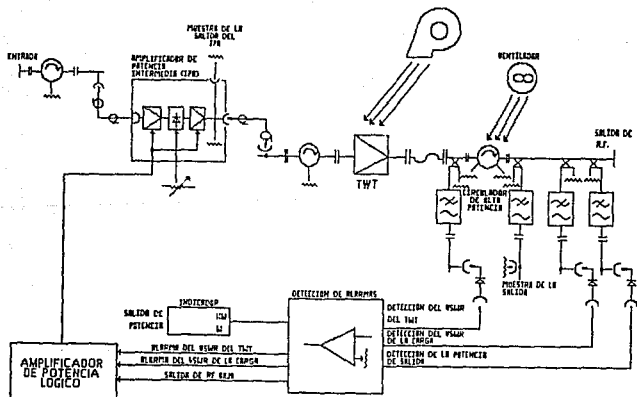 MUESTRA DE LA
SALIDA DEL
IPA
ENTRADA
AMPLIFICADOR DE
POTENCIA
INTERMEDIA (IPA)
VENTILADOR
SALIDA DE
R.F.
TWT
CIRCULADOR
DE ALTA
POTENCIA
MUESTRA DE LA
SALIDA
INDICADOR
SALIDA DE
POTENCIA
DETECCION DE ALARMAS
DETECCION DEL VSWR
DEL TWT
DETECCION DEL VSWR
DE LA CARGA
DETECCION DE LA POTENCIA
DE SALIDA
ALARMA DEL VSWR DEL TWT
ALARMA DEL VSWR DE LA CARGA
SALIDA DE RF BAJA
AMPLIFICADOR
DE POTENCIA
LOGICO